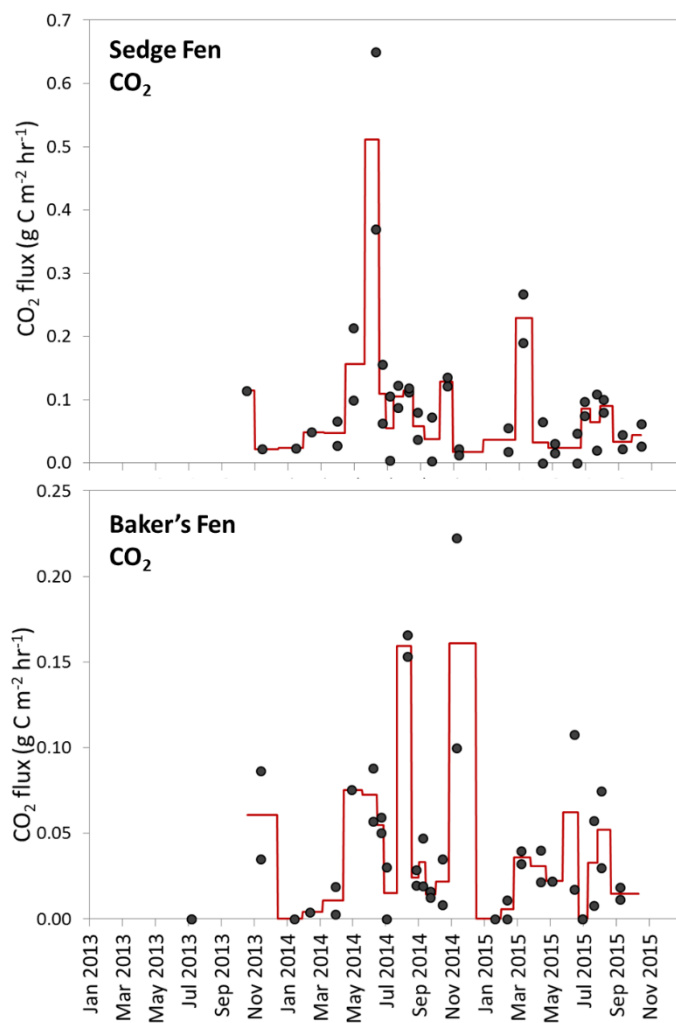 Sedge Fen
CO₂
CO₂ flux (g C m⁻² hr⁻¹)
0.7
0.6
0.5
0.4
0.3
0.2
0.1
0.0
Baker's Fen
CO₂
CO₂ flux (g C m⁻² hr⁻¹)
0.25
0.20
0.15
0.10
0.05
0.00
Jan 2013
Mar 2013
May 2013
Jul 2013
Sep 2013
Nov 2013
Jan 2014
Mar 2014
May 2014
Jul 2014
Sep 2014
Nov 2014
Jan 2015
Mar 2015
May 2015
Jul 2015
Sep 2015
Nov 2015